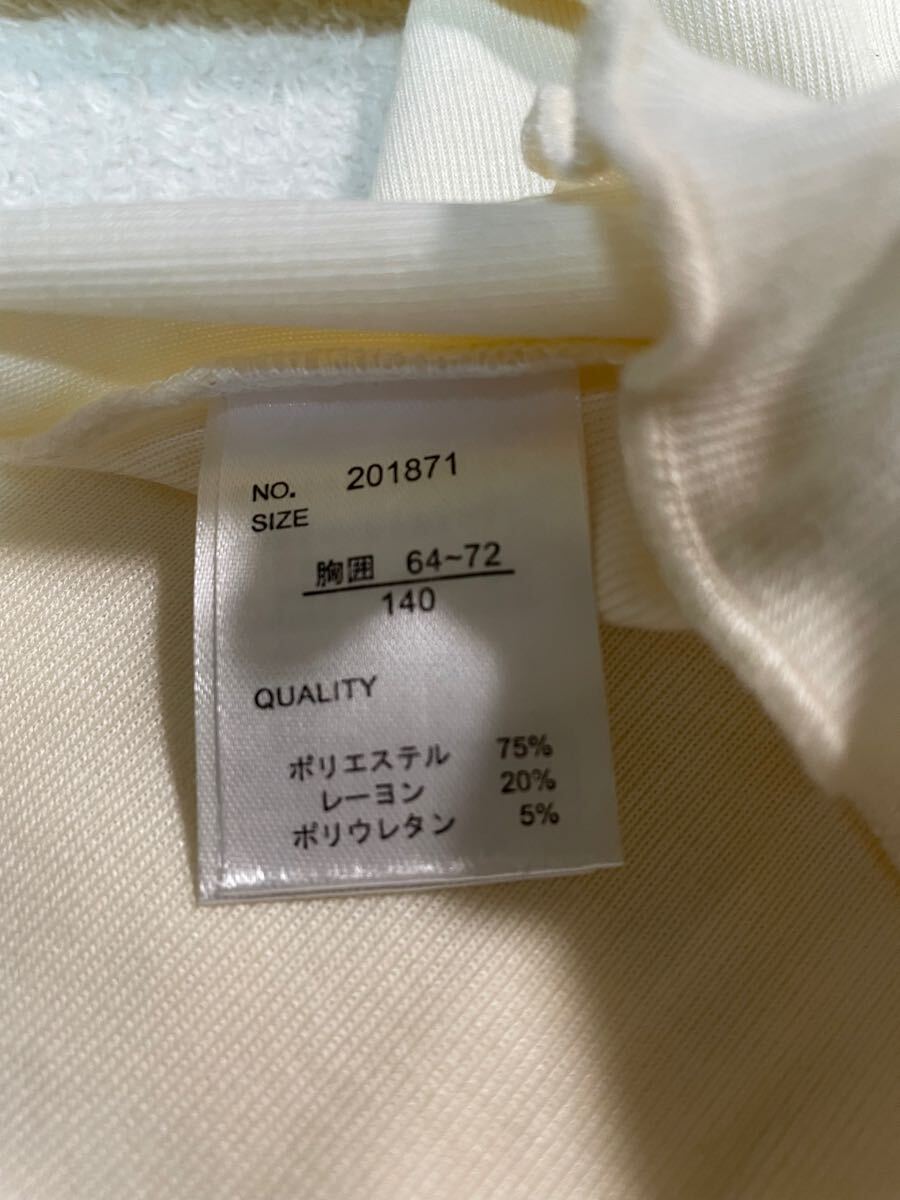 NO. 201871
SIZE
胸囲 64~72
140
QUALITY
ポリエステル 75%
レーヨン 20%
ポリウレタン 5%